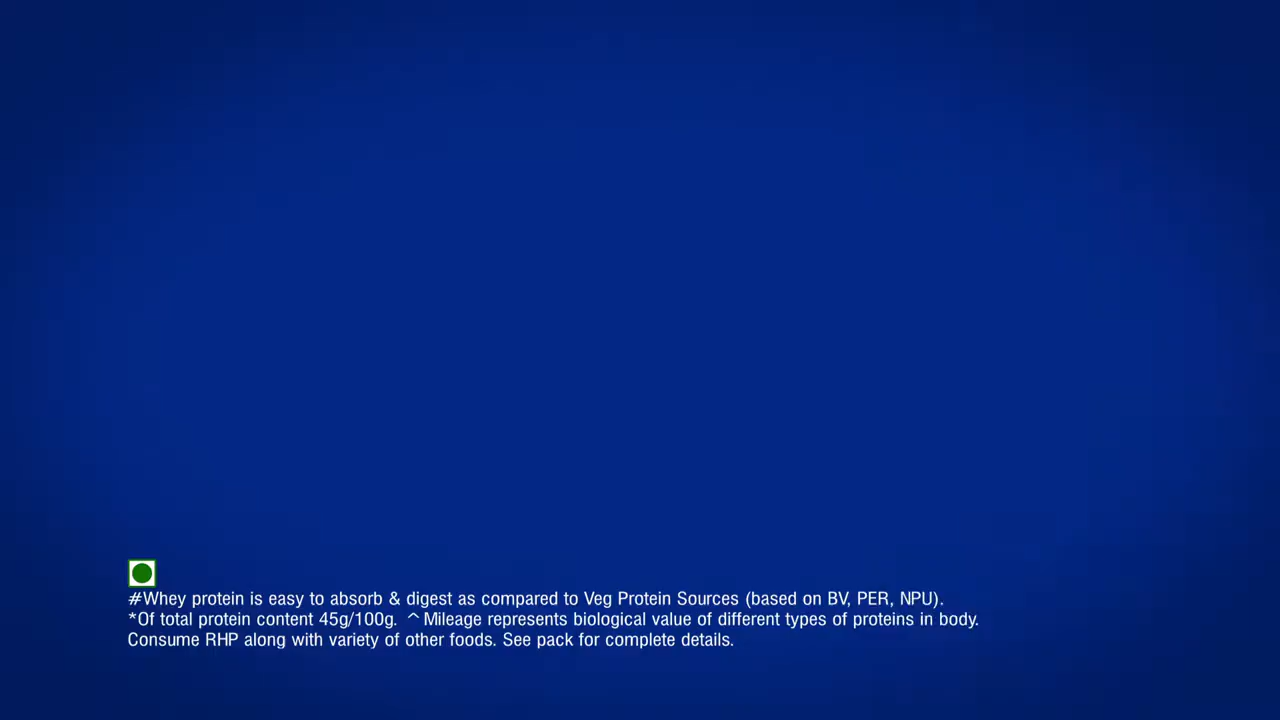 #Whey protein is easy to absorb & digest as compared to Veg Protein Sources (based on BV, PER, NPU).
*Of total protein content 45g/100g. ^Mileage represents biological value of different types of proteins in body.
Consume RHP along with variety of other foods. See pack for complete details.